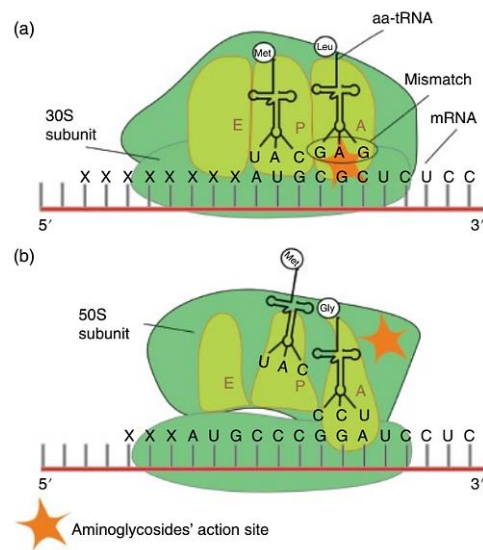 (a)
aa-tRNA
Met
Leu
Mismatch
30S
subunit
mRNA
E P A
U A C G A G
X X X X X X X X A U G C G C U C U C C
5′ 3′
(b)
Met
50S
subunit
Gly
U A C
E P A
C C U
X X X A U G C C C G G A U C C U C
5′ 3′
Aminoglycosides’ action site